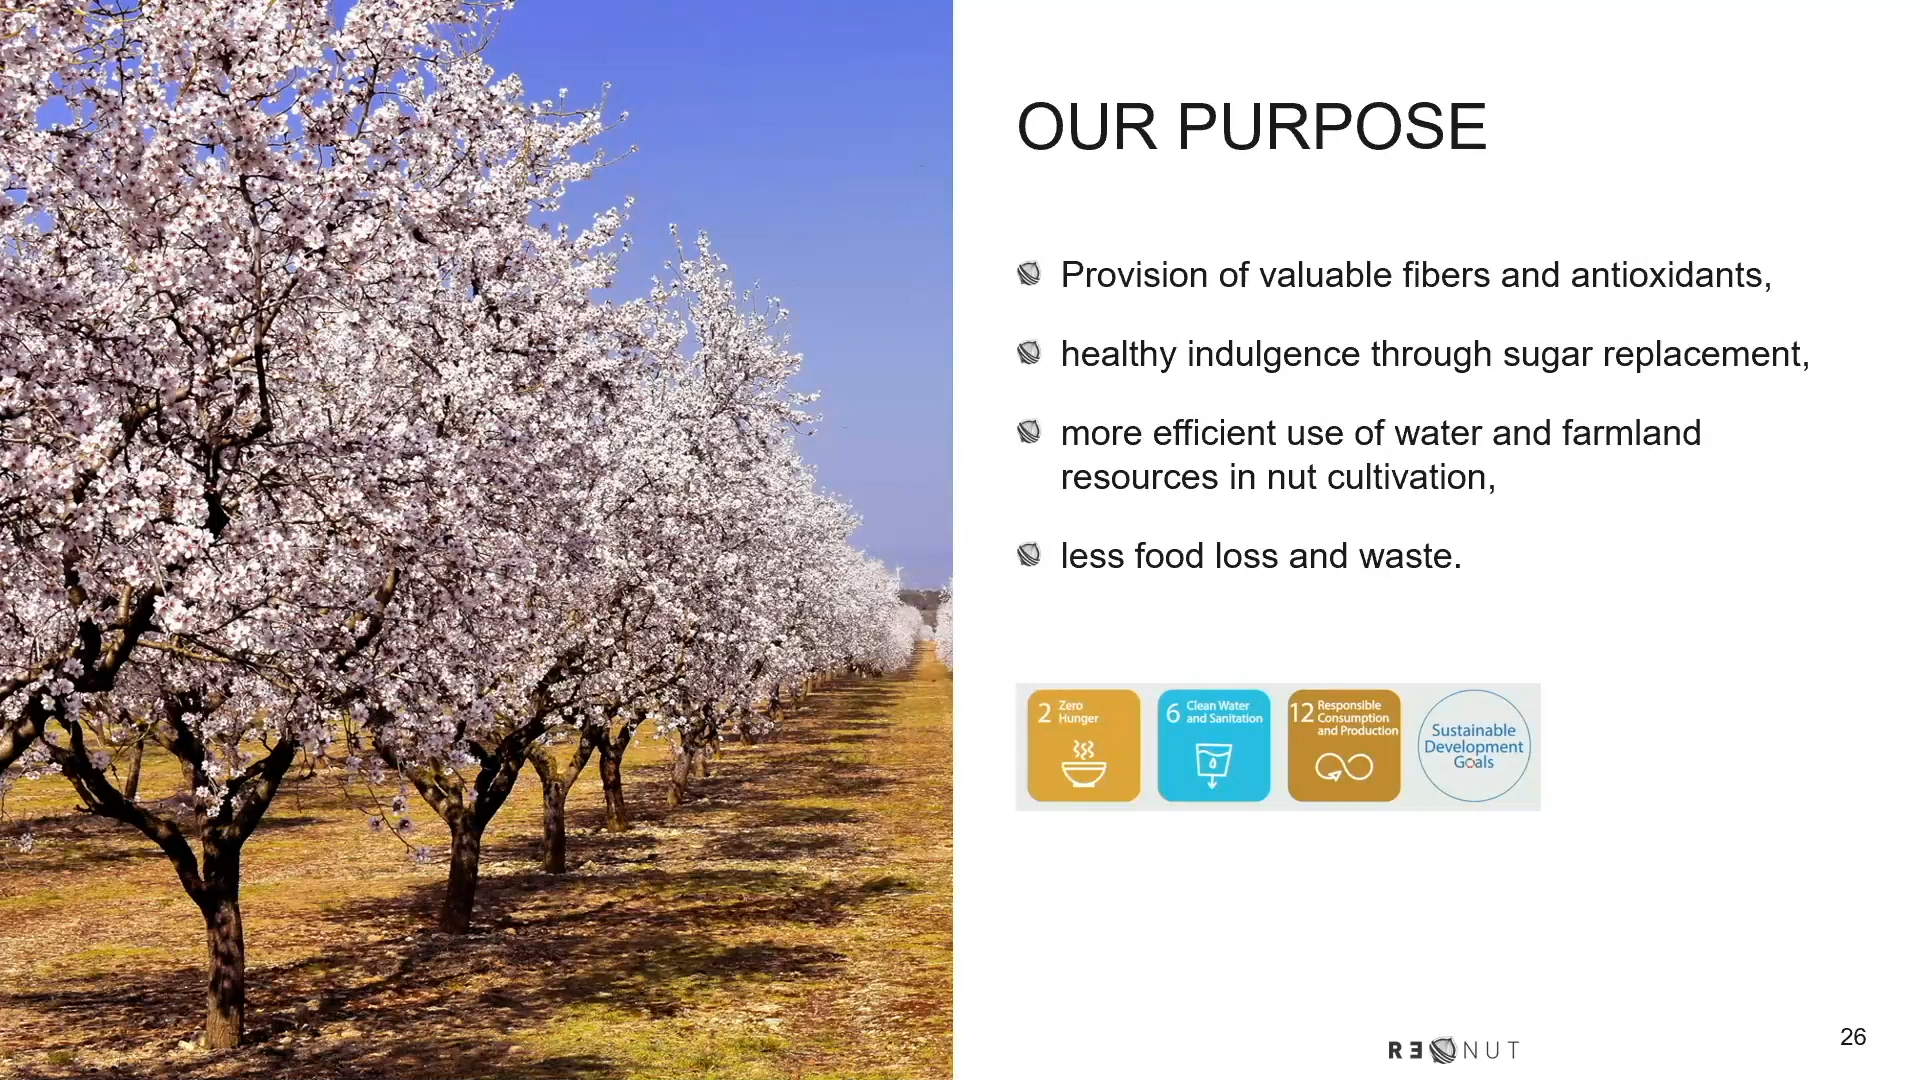 OUR PURPOSE
Provision of valuable fibers and antioxidants,
healthy indulgence through sugar replacement,
more efficient use of water and farmland
resources in nut cultivation,
less food loss and waste.
2 Zero
Hunger
6 Clean Water
and Sanitation
12 Responsible
Consumption
and Production
Sustainable
Development
Goals
RƎ NUT
26